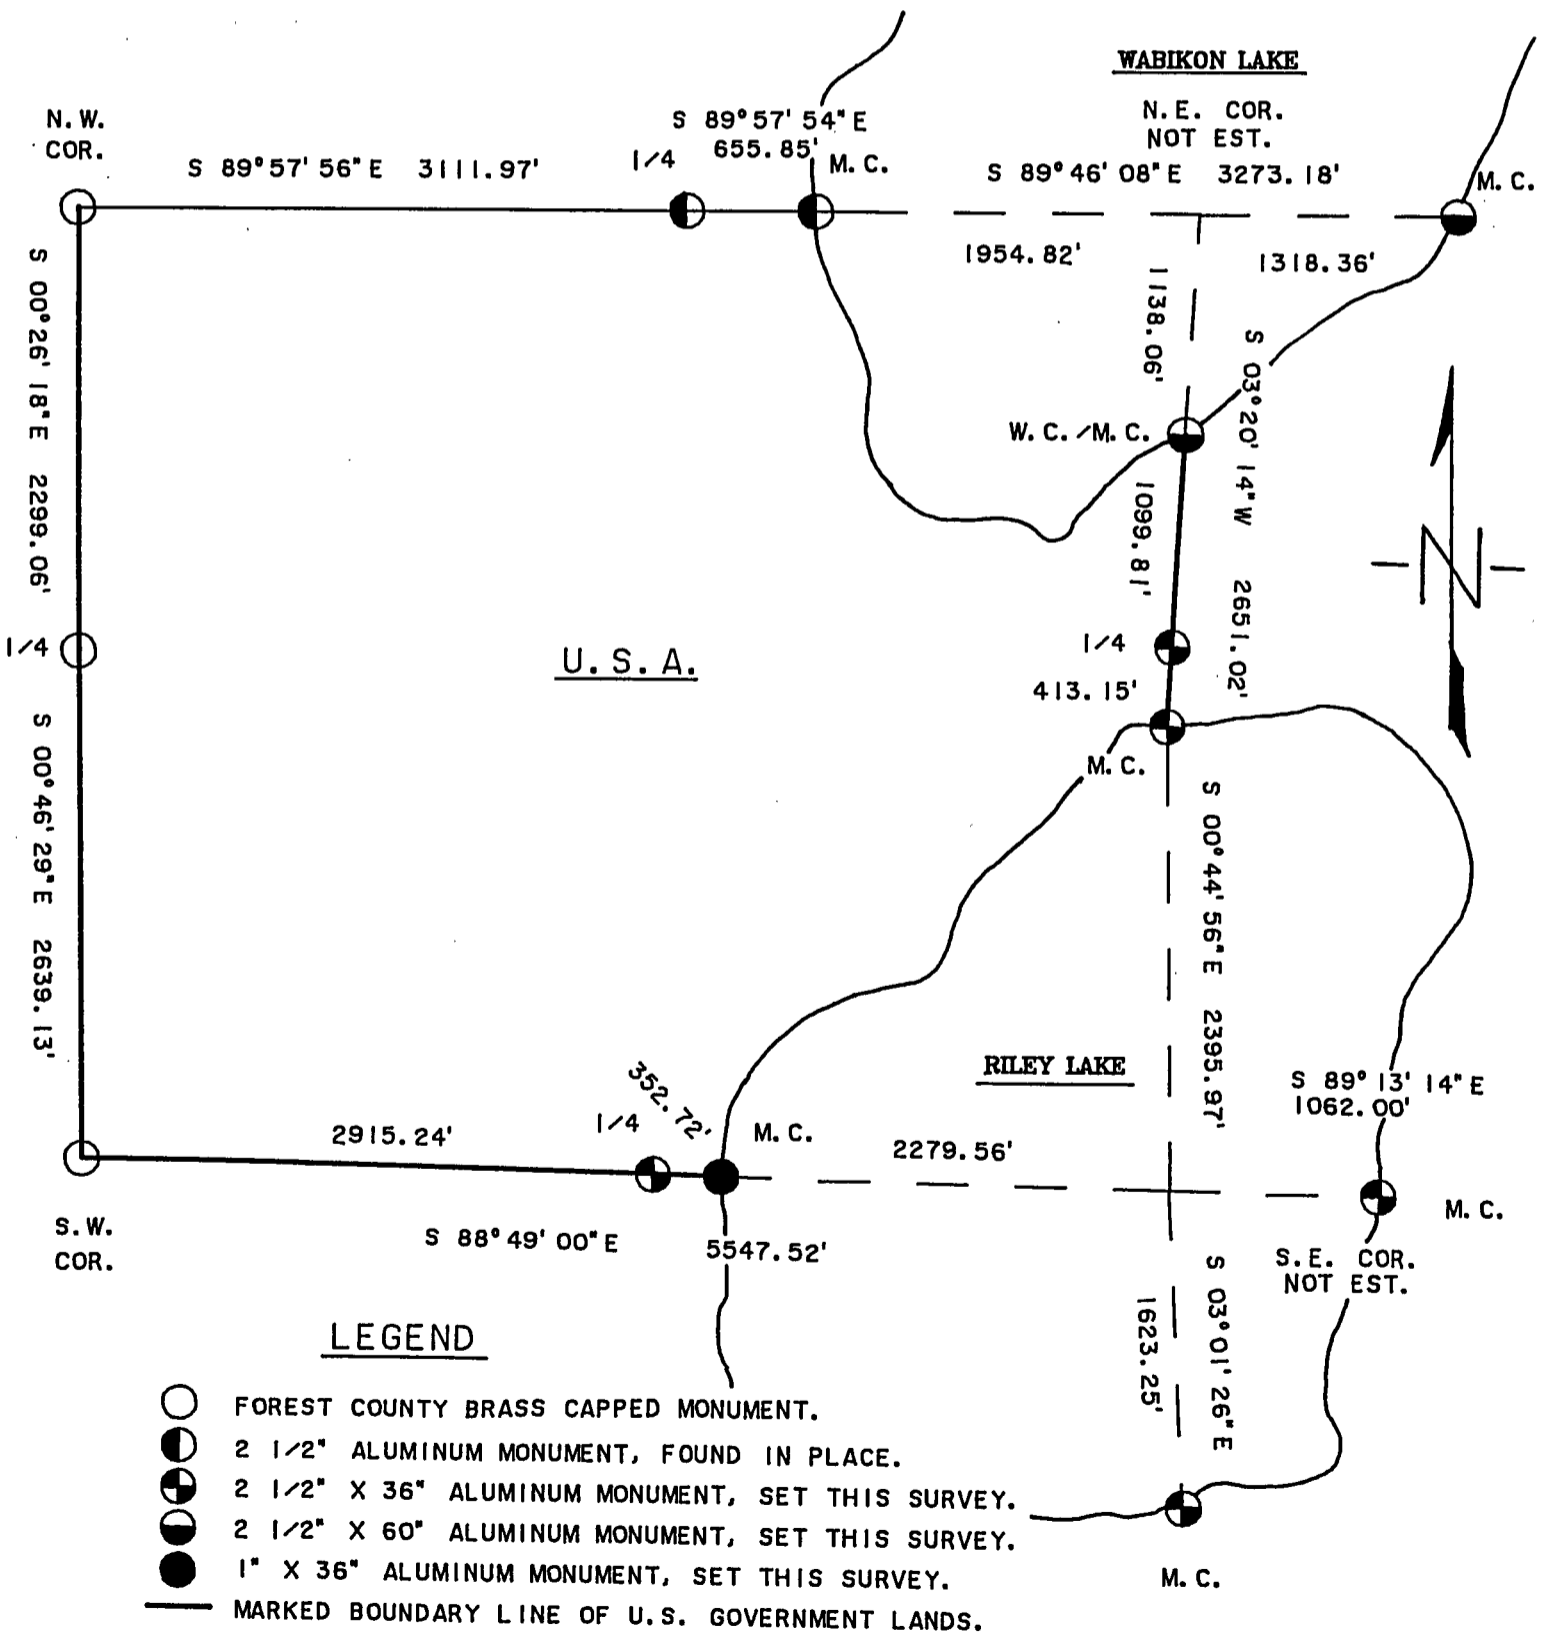 WABIKON LAKE
N.E. COR.
NOT EST.
N.W.
COR.
S 89°57'56"E 3111.97'
1/4
S 89°57'54"E
655.85'
M.C.
S 89°46'08"E 3273.18'
M.C.
1954.82'
1318.36'
S 00°26'18"E 2299.06'
1138.06'
S 03°20'14"W 2651.02'
W.C./M.C.
1099.81'
N
1/4
U.S.A.
1/4
413.15'
M.C.
S 00°46'29"E 2639.13'
S 00°44'56"E 2395.97'
RILEY LAKE
S 89°13'14"E
1062.00'
352.72'
2915.24'
1/4
M.C.
2279.56'
M.C.
S.W.
COR.
S 88°49'00"E 5547.52'
S.E. COR.
NOT EST.
1623.25'
S 03°01'26"E
M.C.
LEGEND
FOREST COUNTY BRASS CAPPED MONUMENT.
2 1/2" ALUMINUM MONUMENT, FOUND IN PLACE.
2 1/2" X 36" ALUMINUM MONUMENT, SET THIS SURVEY.
2 1/2" X 60" ALUMINUM MONUMENT, SET THIS SURVEY.
1" X 36" ALUMINUM MONUMENT, SET THIS SURVEY.
MARKED BOUNDARY LINE OF U.S. GOVERNMENT LANDS.